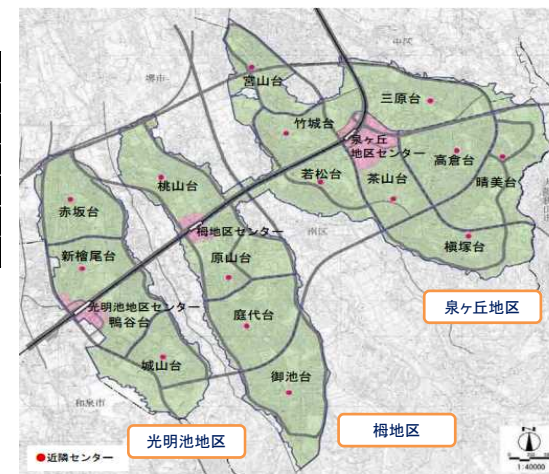 中区
堺市
宮山台
三原台
竹城台
泉ヶ丘
地区センター
高倉台
晴美台
若松台
茶山台
桃山台
赤坂台
栂地区センター
南区
槇塚台
原山台
新檜尾台
光明池地区センター
鴨谷台
庭代台
泉ヶ丘地区
城山台
御池台
和泉市
光明池地区
栂地区
●近隣センター
N
1:40000